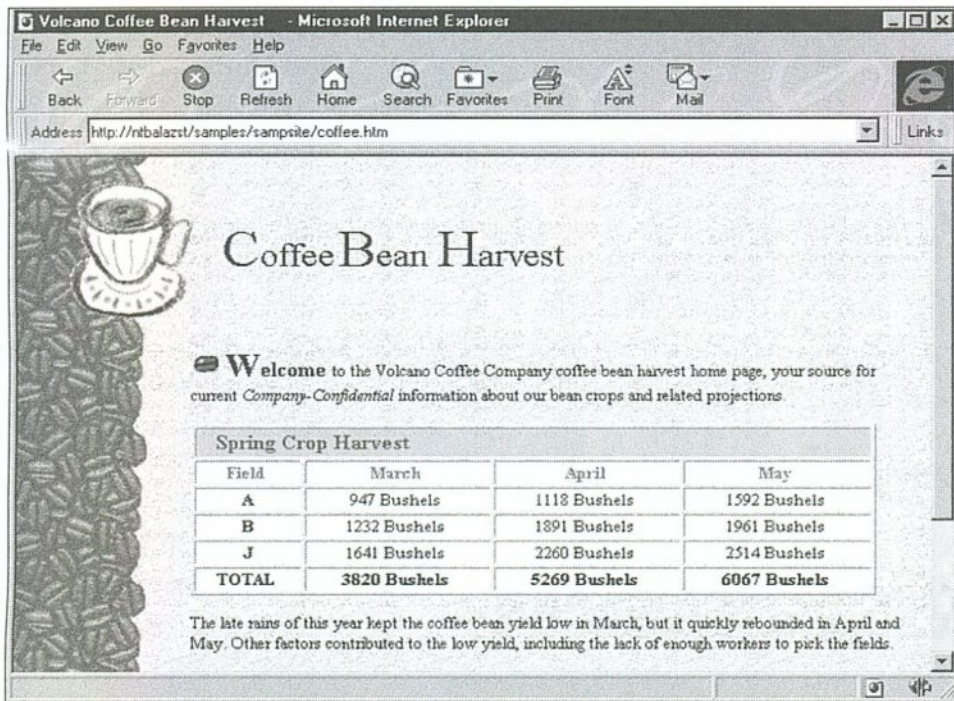 Volcano Coffee Bean Harvest - Microsoft Internet Explorer
File Edit View Go Favorites Help
Back Forward Stop Refresh Home Search Favorites Print Font Mail
Address http://ntbalazst/samples/sampsite/coffee.htm Links
Coffee Bean Harvest
Welcome to the Volcano Coffee Company coffee bean harvest home page, your source for
current Company-Confidential information about our bean crops and related projections.
Spring Crop Harvest
Field March April May
A 947 Bushels 1118 Bushels 1592 Bushels
B 1232 Bushels 1891 Bushels 1961 Bushels
J 1641 Bushels 2260 Bushels 2514 Bushels
TOTAL 3820 Bushels 5269 Bushels 6067 Bushels
The late rains of this year kept the coffee bean yield low in March, but it quickly rebounded in April and
May. Other factors contributed to the low yield, including the lack of enough workers to pick the fields.